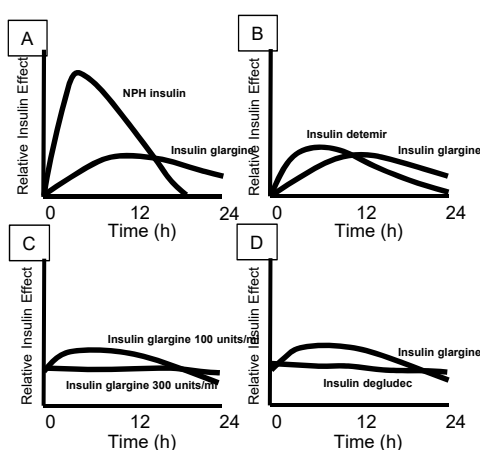 A
Relative Insulin Effect
NPH insulin
Insulin glargine
0
12
24
Time (h)
B
Relative Insulin Effect
Insulin detemir
Insulin glargine
0
12
24
Time (h)
C
Relative Insulin Effect
Insulin glargine 100 units/ml
Insulin glargine 300 units/ml
0
12
24
Time (h)
D
Relative Insulin Effect
Insulin glargine
Insulin degludec
0
12
24
Time (h)